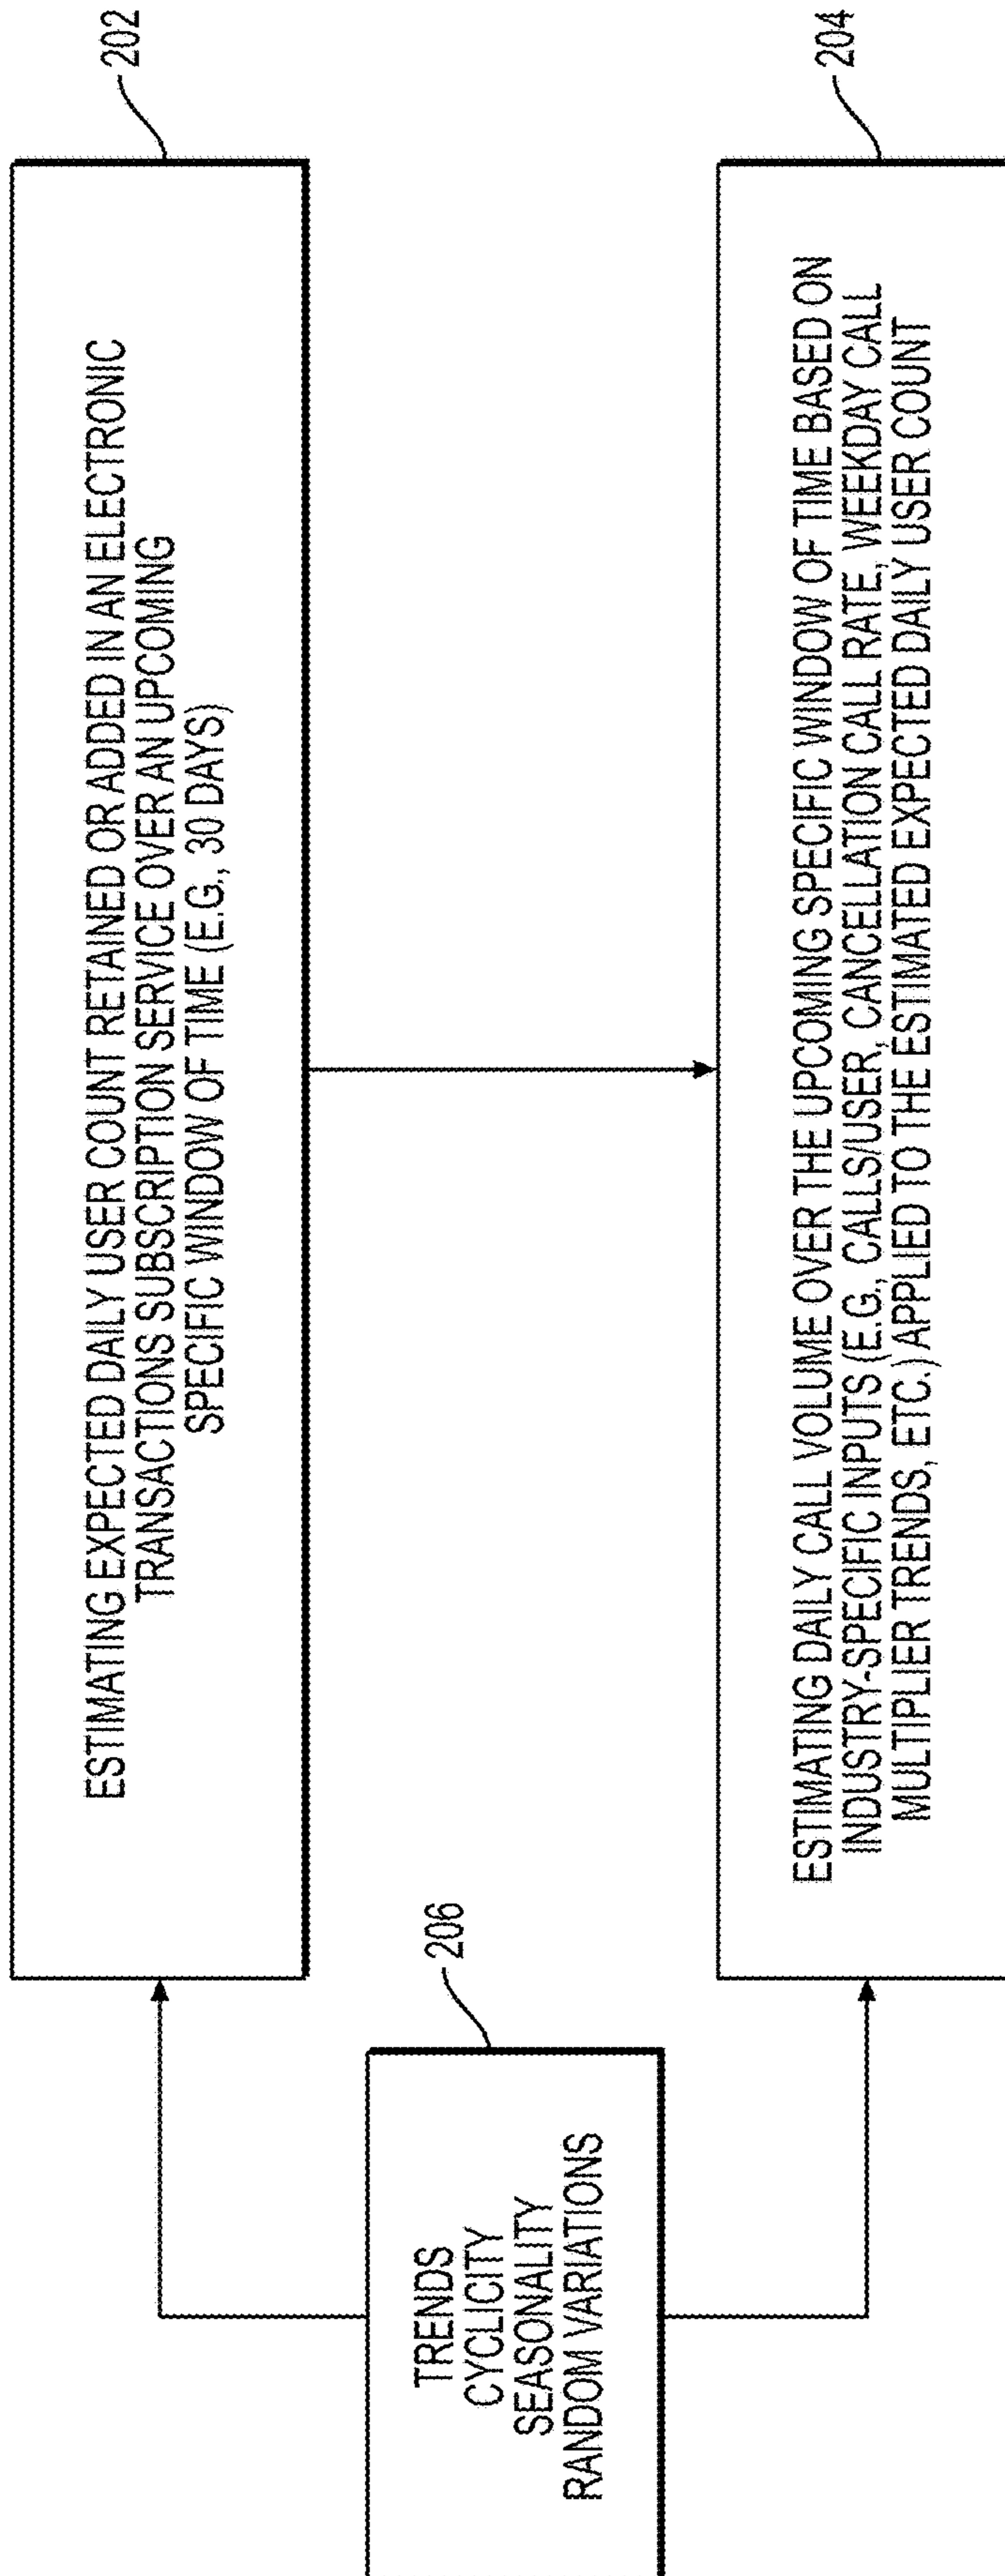 202
ESTIMATING EXPECTED DAILY USER COUNT RETAINED OR ADDED IN AN ELECTRONIC
TRANSACTIONS SUBSCRIPTION SERVICE OVER AN UPCOMING
SPECIFIC WINDOW OF TIME (E.G., 30 DAYS)
206
TRENDS
CYCLICITY
SEASONALITY
RANDOM VARIATIONS
204
ESTIMATING DAILY CALL VOLUME OVER THE UPCOMING SPECIFIC WINDOW OF TIME BASED ON
INDUSTRY-SPECIFIC INPUTS (E.G., CALLS/USER, CANCELLATION CALL RATE, WEEKDAY CALL
MULTIPLIER TRENDS, ETC.) APPLIED TO THE ESTIMATED EXPECTED DAILY USER COUNT